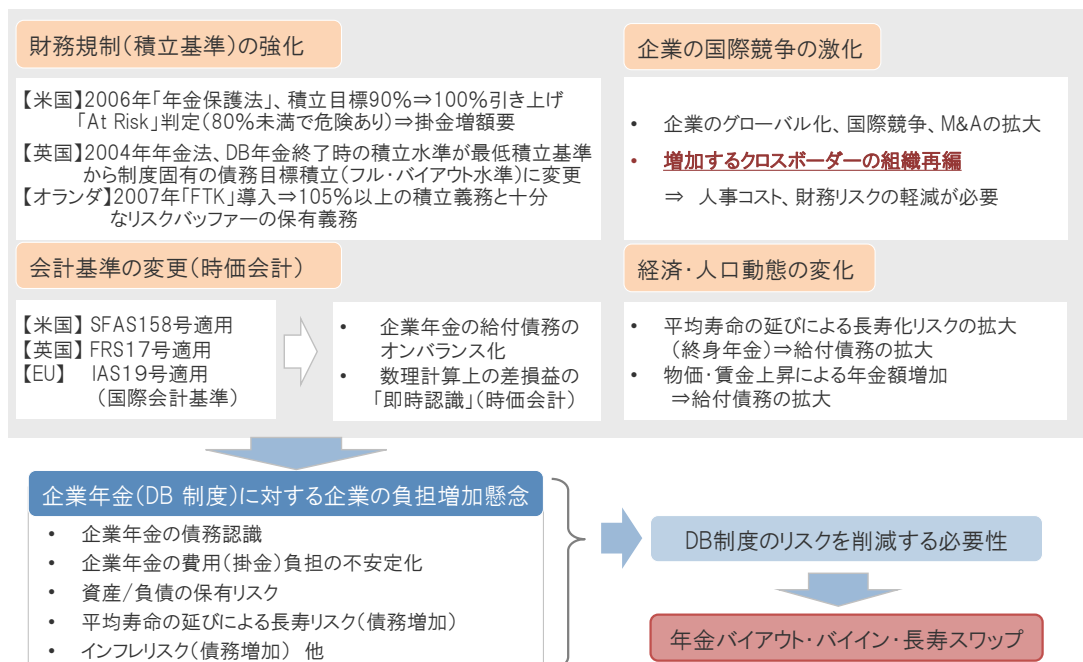 財務規制(積立基準)の強化
【米国】2006年「年金保護法」、積立目標90%⇒100%引き上げ
「At Risk」判定(80%未満で危険あり)⇒掛金増額要
【英国】2004年年金法、DB年金終了時の積立水準が最低積立基準
から制度固有の債務目標積立(フル・バイアウト水準)に変更
【オランダ】2007年「FTK」導入⇒105%以上の積立義務と十分
なリスクバッファーの保有義務
企業の国際競争の激化
• 企業のグローバル化、国際競争、M&Aの拡大
• 増加するクロスボーダーの組織再編
⇒ 人事コスト、財務リスクの軽減が必要
会計基準の変更(時価会計)
【米国】 SFAS158号適用
【英国】 FRS17号適用
【EU】 IAS19号適用
(国際会計基準)
• 企業年金の給付債務の
オンバランス化
• 数理計算上の差損益の
「即時認識」(時価会計)
経済・人口動態の変化
• 平均寿命の延びによる長寿化リスクの拡大
(終身年金)⇒給付債務の拡大
• 物価・賃金上昇による年金額増加
⇒給付債務の拡大
企業年金(DB 制度)に対する企業の負担増加懸念
• 企業年金の債務認識
• 企業年金の費用(掛金)負担の不安定化
• 資産/負債の保有リスク
• 平均寿命の延びによる長寿リスク(債務増加)
• インフレリスク(債務増加) 他
DB制度のリスクを削減する必要性
年金バイアウト・バイイン・長寿スワップ